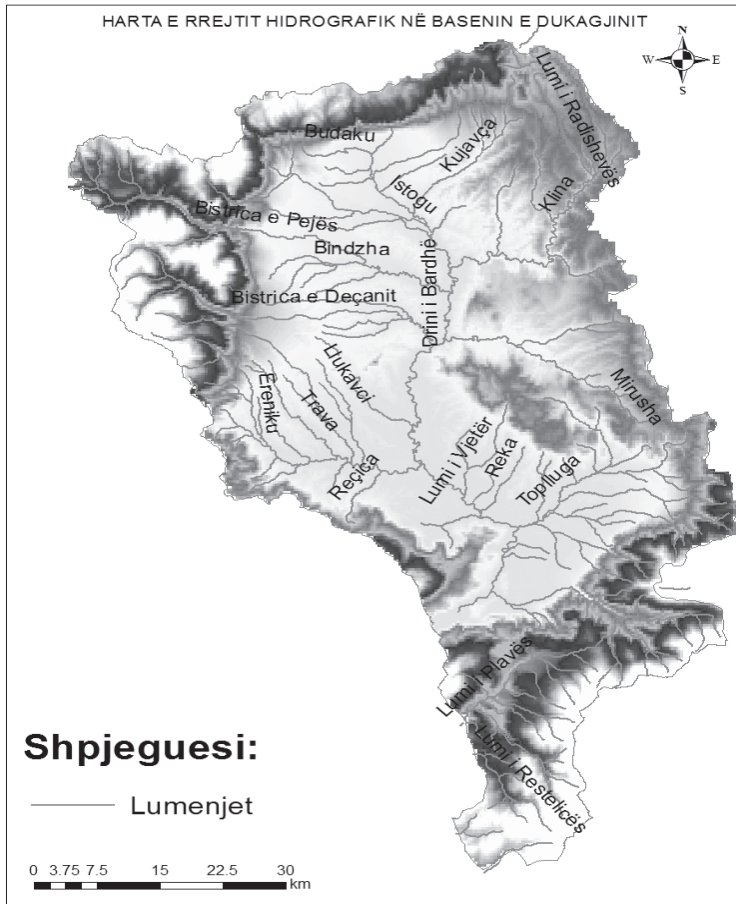 HARTA E RRJETIT HIDROGRAFIK NË BASENIN E DUKAGJINIT
N
W E
S
Lumi i Radishevës
Budaku
Kujavça
Istogu
Klina
Bistrica e Pejës
Bindzha
Drini i Bardhë
Bistrica e Deçanit
Llukavci
Ereniku
Trava
Mirusha
Lumi i Vjetër
Reka
Reçica
Toplluga
Lumi i Plavës
Lumi i Restelicës
Shpjeguesi:
Lumenjet
0 3.75 7.5 15 22.5 30
km